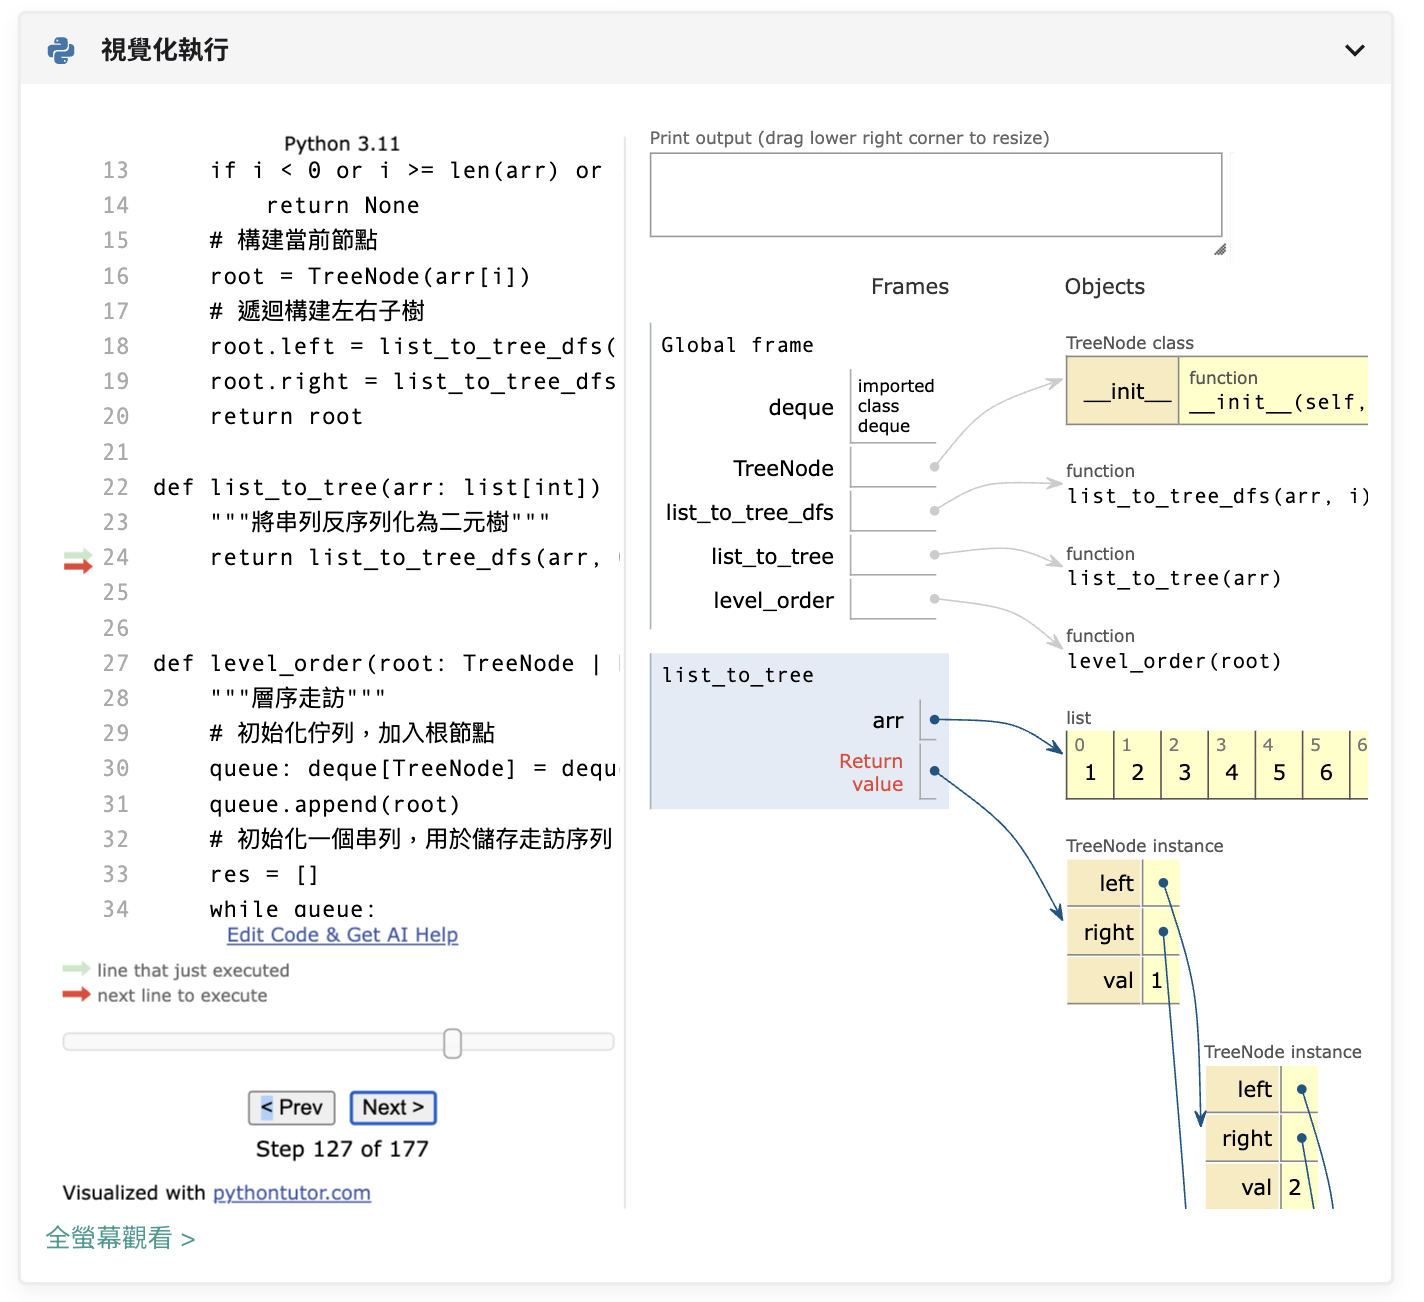 視覺化執行
Python 3.11
13 if i < 0 or i >= len(arr) or
14 return None
15 # 構建當前節點
16 root = TreeNode(arr[i])
17 # 遞迴構建左右子樹
18 root.left = list_to_tree_dfs(
19 root.right = list_to_tree_dfs
20 return root
21
22 def list_to_tree(arr: list[int])
23 """將串列反序列化為二元樹"""
24 return list_to_tree_dfs(arr,
25
26
27 def level_order(root: TreeNode |
28 """層序走訪"""
29 # 初始化佇列，加入根節點
30 queue: deque[TreeNode] = dequ
31 queue.append(root)
32 # 初始化一個串列，用於儲存走訪序列
33 res = []
34 while queue:
Edit Code & Get AI Help
line that just executed
next line to execute
< Prev
Next >
Step 127 of 177
Visualized with pythontutor.com
全螢幕觀看 >
Print output (drag lower right corner to resize)
Frames
Objects
Global frame
deque
imported
class
deque
TreeNode
list_to_tree_dfs
list_to_tree
level_order
list_to_tree
arr
Return
value
TreeNode class
__init__
function
__init__(self,
function
list_to_tree_dfs(arr, i)
function
list_to_tree(arr)
function
level_order(root)
list
0 1 2 3 4 5 6
1 2 3 4 5 6
TreeNode instance
left
right
val 1
TreeNode instance
left
right
val 2